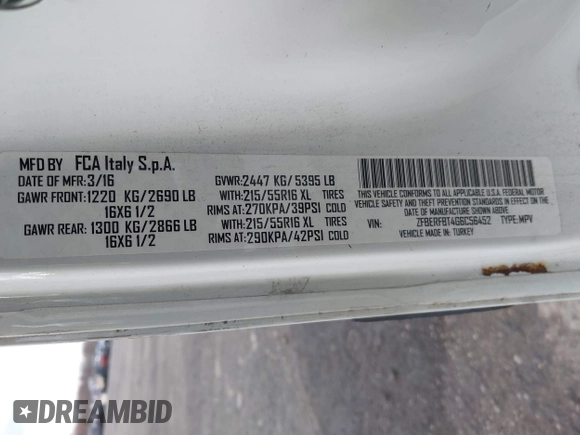 MFD BY FCA Italy S.p.A.
DATE OF MFR: 3/16 GVWR: 2447 KG/ 5395 LB
GAWR FRONT: 1220 KG/2690 LB WITH: 215/55R16 XL TIRES
16X6 1/2 RIMS AT: 270KPA/39PSI COLD
GAWR REAR: 1300 KG/2866 LB WITH: 215/55R16 XL TIRES
16X6 1/2 RIMS AT: 290KPA/42PSI COLD
THIS VEHICLE CONFORMS TO ALL APPLICABLE U.S.A. FEDERAL MOTOR
VEHICLE SAFETY AND THEFT PREVENTION STANDARDS IN EFFECT ON
DATE OF MANUFACTURE SHOWN ABOVE.
VIN: ZFBERFBT4G6C56452 TYPE: MPV
VEHICLE MADE IN: TURKEY
DREAMBID